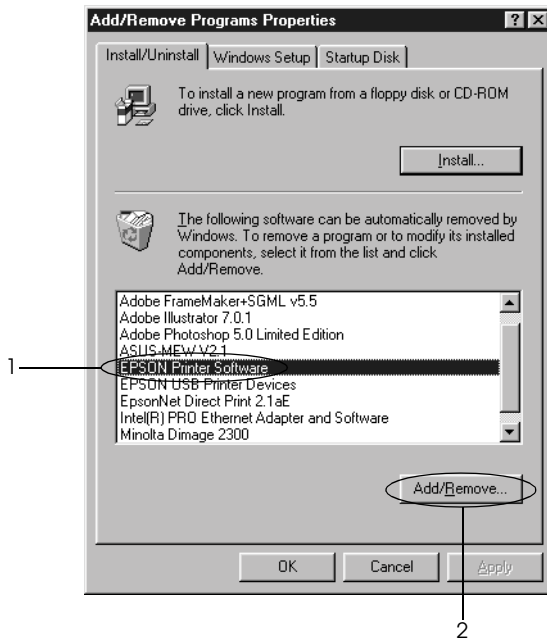 Add/Remove Programs Properties
Install/Uninstall Windows Setup Startup Disk
To install a new program from a floppy disk or CD-ROM
drive, click Install.
Install...
The following software can be automatically removed by
Windows. To remove a program or to modify its installed
components, select it from the list and click
Add/Remove.
Adobe FrameMaker+SGML v5.5
Adobe Illustrator 7.0.1
Adobe Photoshop 5.0 Limited Edition
ASUS-MEW V2.1
1
EPSON Printer Software
EPSON USB Printer Devices
EpsonNet Direct Print 2.1aE
Intel(R) PRO Ethernet Adapter and Software
Minolta Dimage 2300
Add/Remove...
OK Cancel Apply
2